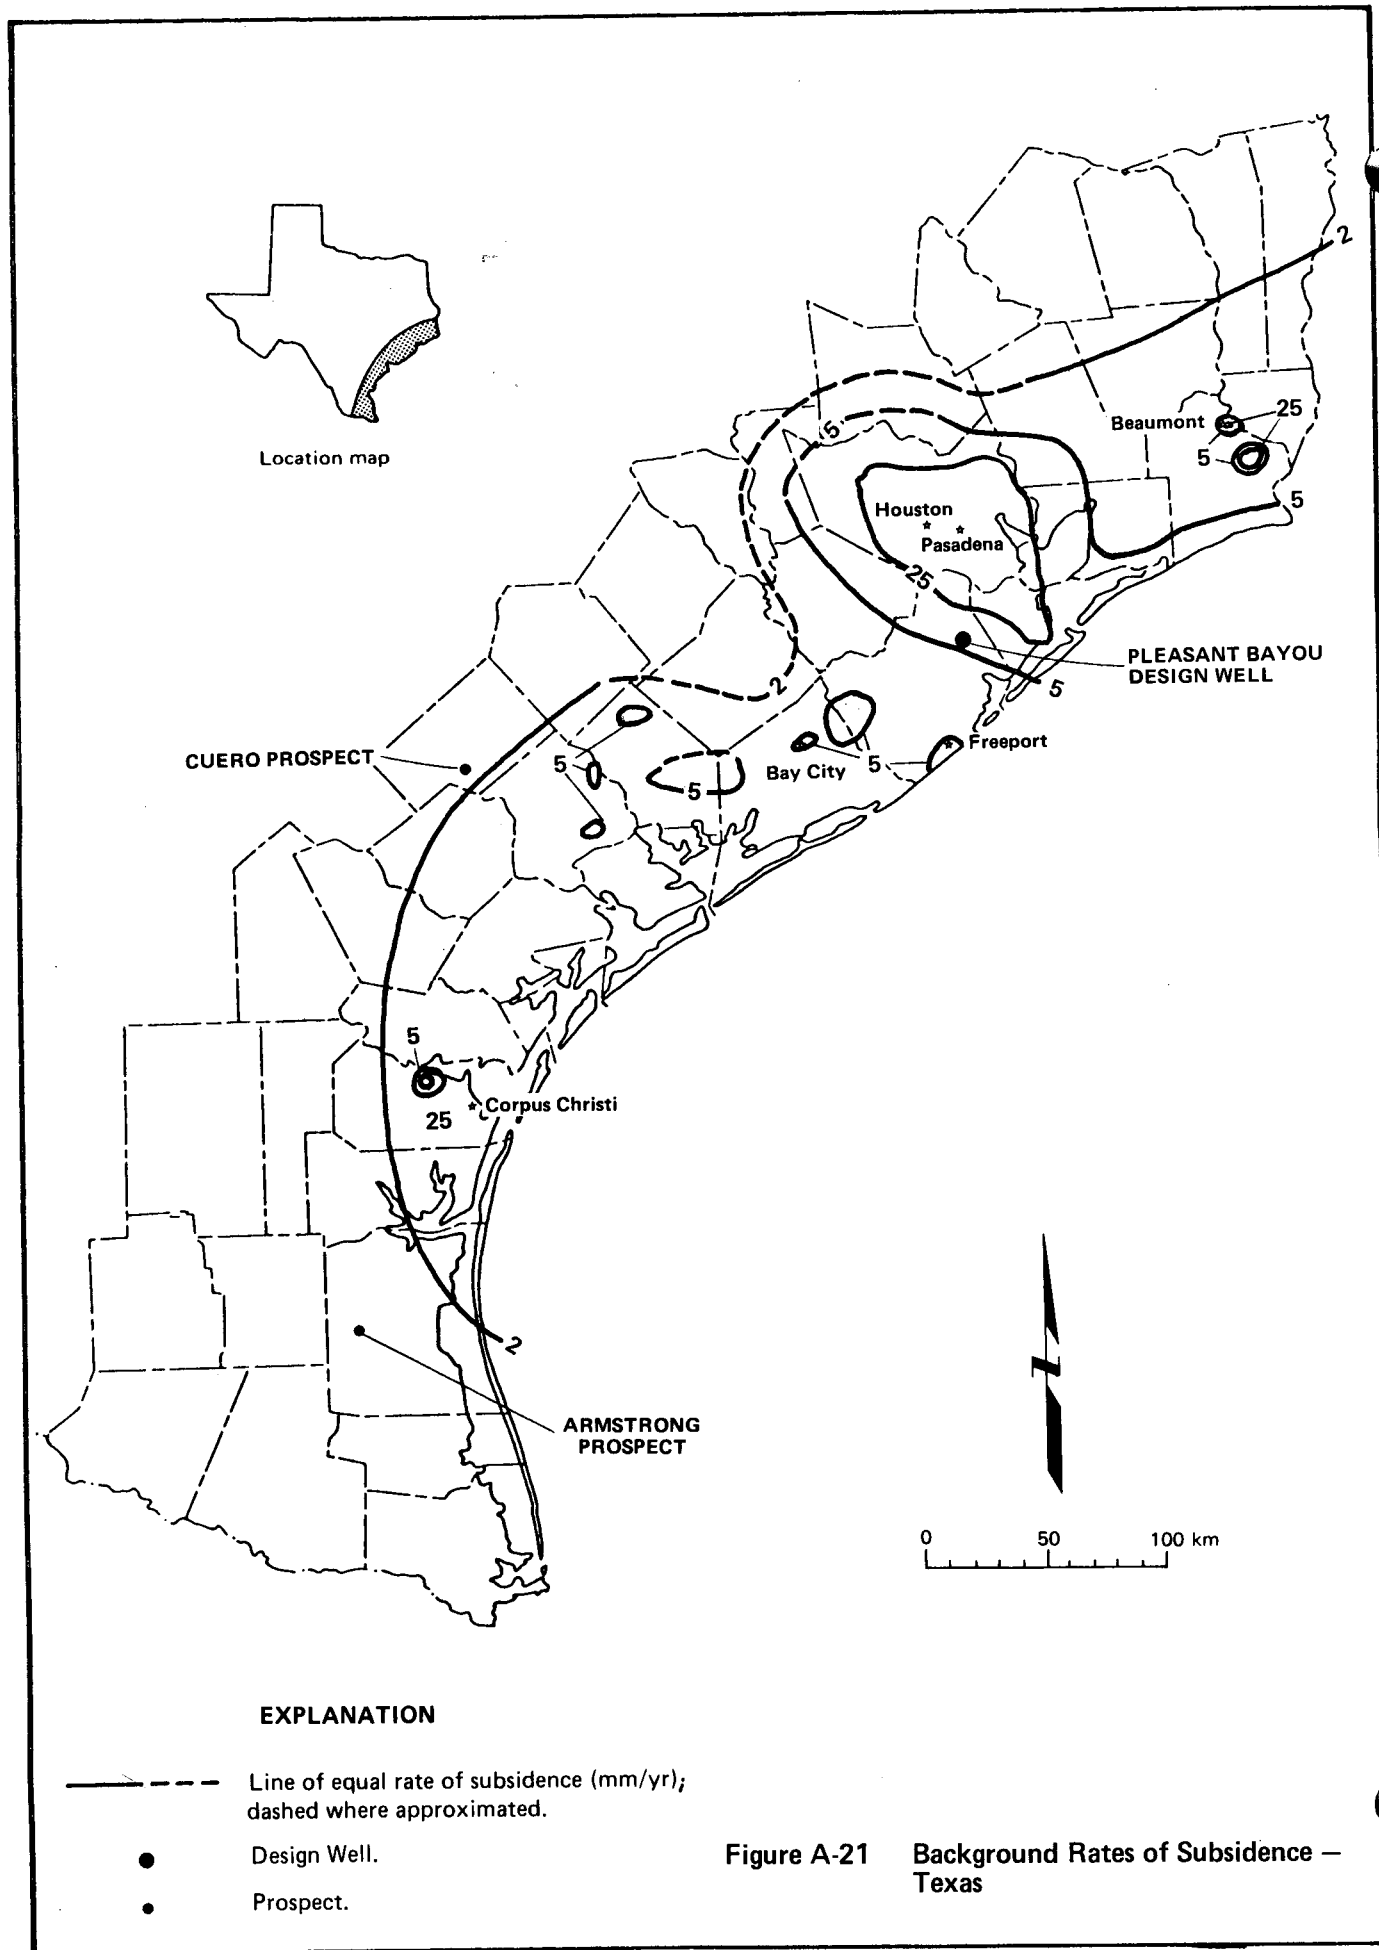 2
Location map
5
25
Beaumont
5
5
Houston
Pasadena
25
PLEASANT BAYOU
DESIGN WELL
5
2
CUERO PROSPECT
5
5
Bay City
5
Freeport
5
25
Corpus Christi
2
ARMSTRONG
PROSPECT
0 50 100 km
EXPLANATION
Line of equal rate of subsidence (mm/yr);
dashed where approximated.
Design Well.
Prospect.
Figure A-21 Background Rates of Subsidence —
Texas